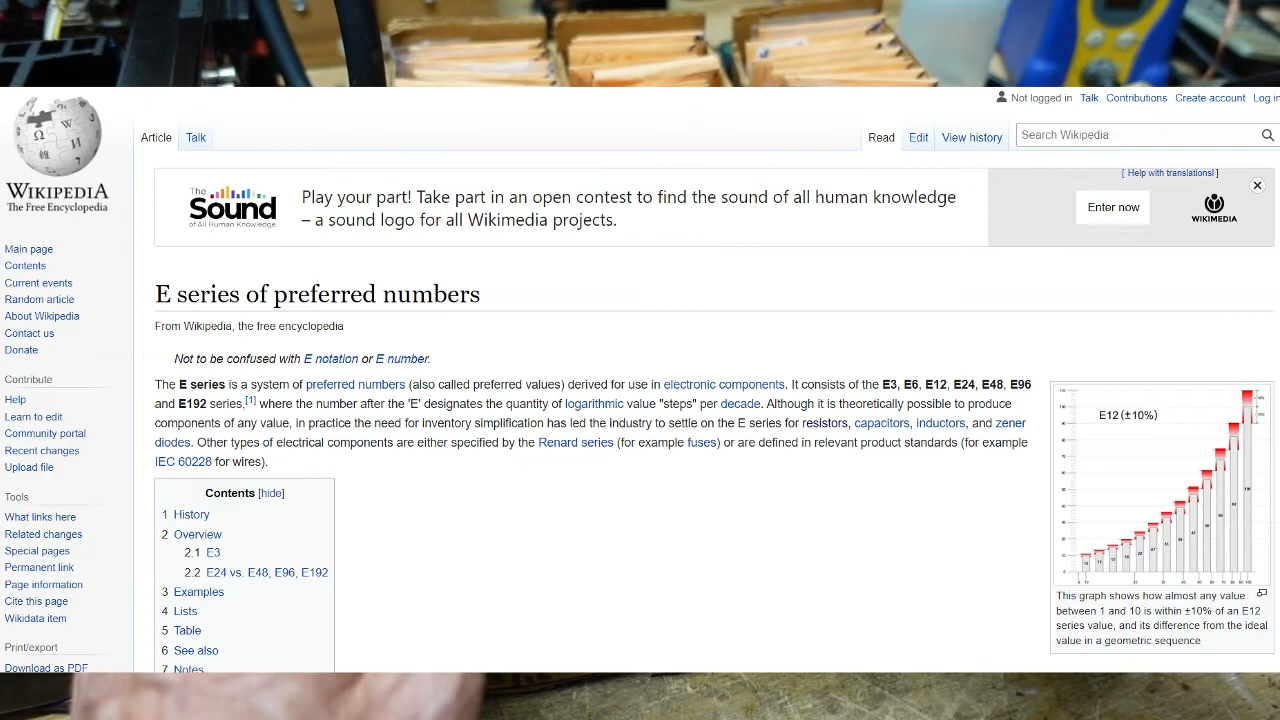 Not logged in Talk Contributions Create account Log in
Article Talk Read Edit View history Search Wikipedia
WIKIPEDIA
The Free Encyclopedia
[ Help with translations! ]
The
Sound
of All Human Knowledge.
Play your part! Take part in an open contest to find the sound of all human knowledge
– a sound logo for all Wikimedia projects.
Enter now
WIKIMEDIA
Main page
Contents
Current events
Random article
About Wikipedia
Contact us
Donate
Contribute
Help
Learn to edit
Community portal
Recent changes
Upload file
Tools
What links here
Related changes
Special pages
Permanent link
Page information
Cite this page
Wikidata item
Print/export
Download as PDF
E series of preferred numbers
From Wikipedia, the free encyclopedia
Not to be confused with E notation or E number.
The E series is a system of preferred numbers (also called preferred values) derived for use in electronic components. It consists of the E3, E6, E12, E24, E48, E96
and E192 series,[1] where the number after the 'E' designates the quantity of logarithmic value "steps" per decade. Although it is theoretically possible to produce
components of any value, in practice the need for inventory simplification has led the industry to settle on the E series for resistors, capacitors, inductors, and zener
diodes. Other types of electrical components are either specified by the Renard series (for example fuses) or are defined in relevant product standards (for example
IEC 60228 for wires).
Contents [hide]
1 History
2 Overview
2.1 E3
2.2 E24 vs. E48, E96, E192
3 Examples
4 Lists
5 Table
6 See also
7 Notes
E12 (±10%)
This graph shows how almost any value
between 1 and 10 is within ±10% of an E12
series value, and its difference from the ideal
value in a geometric sequence